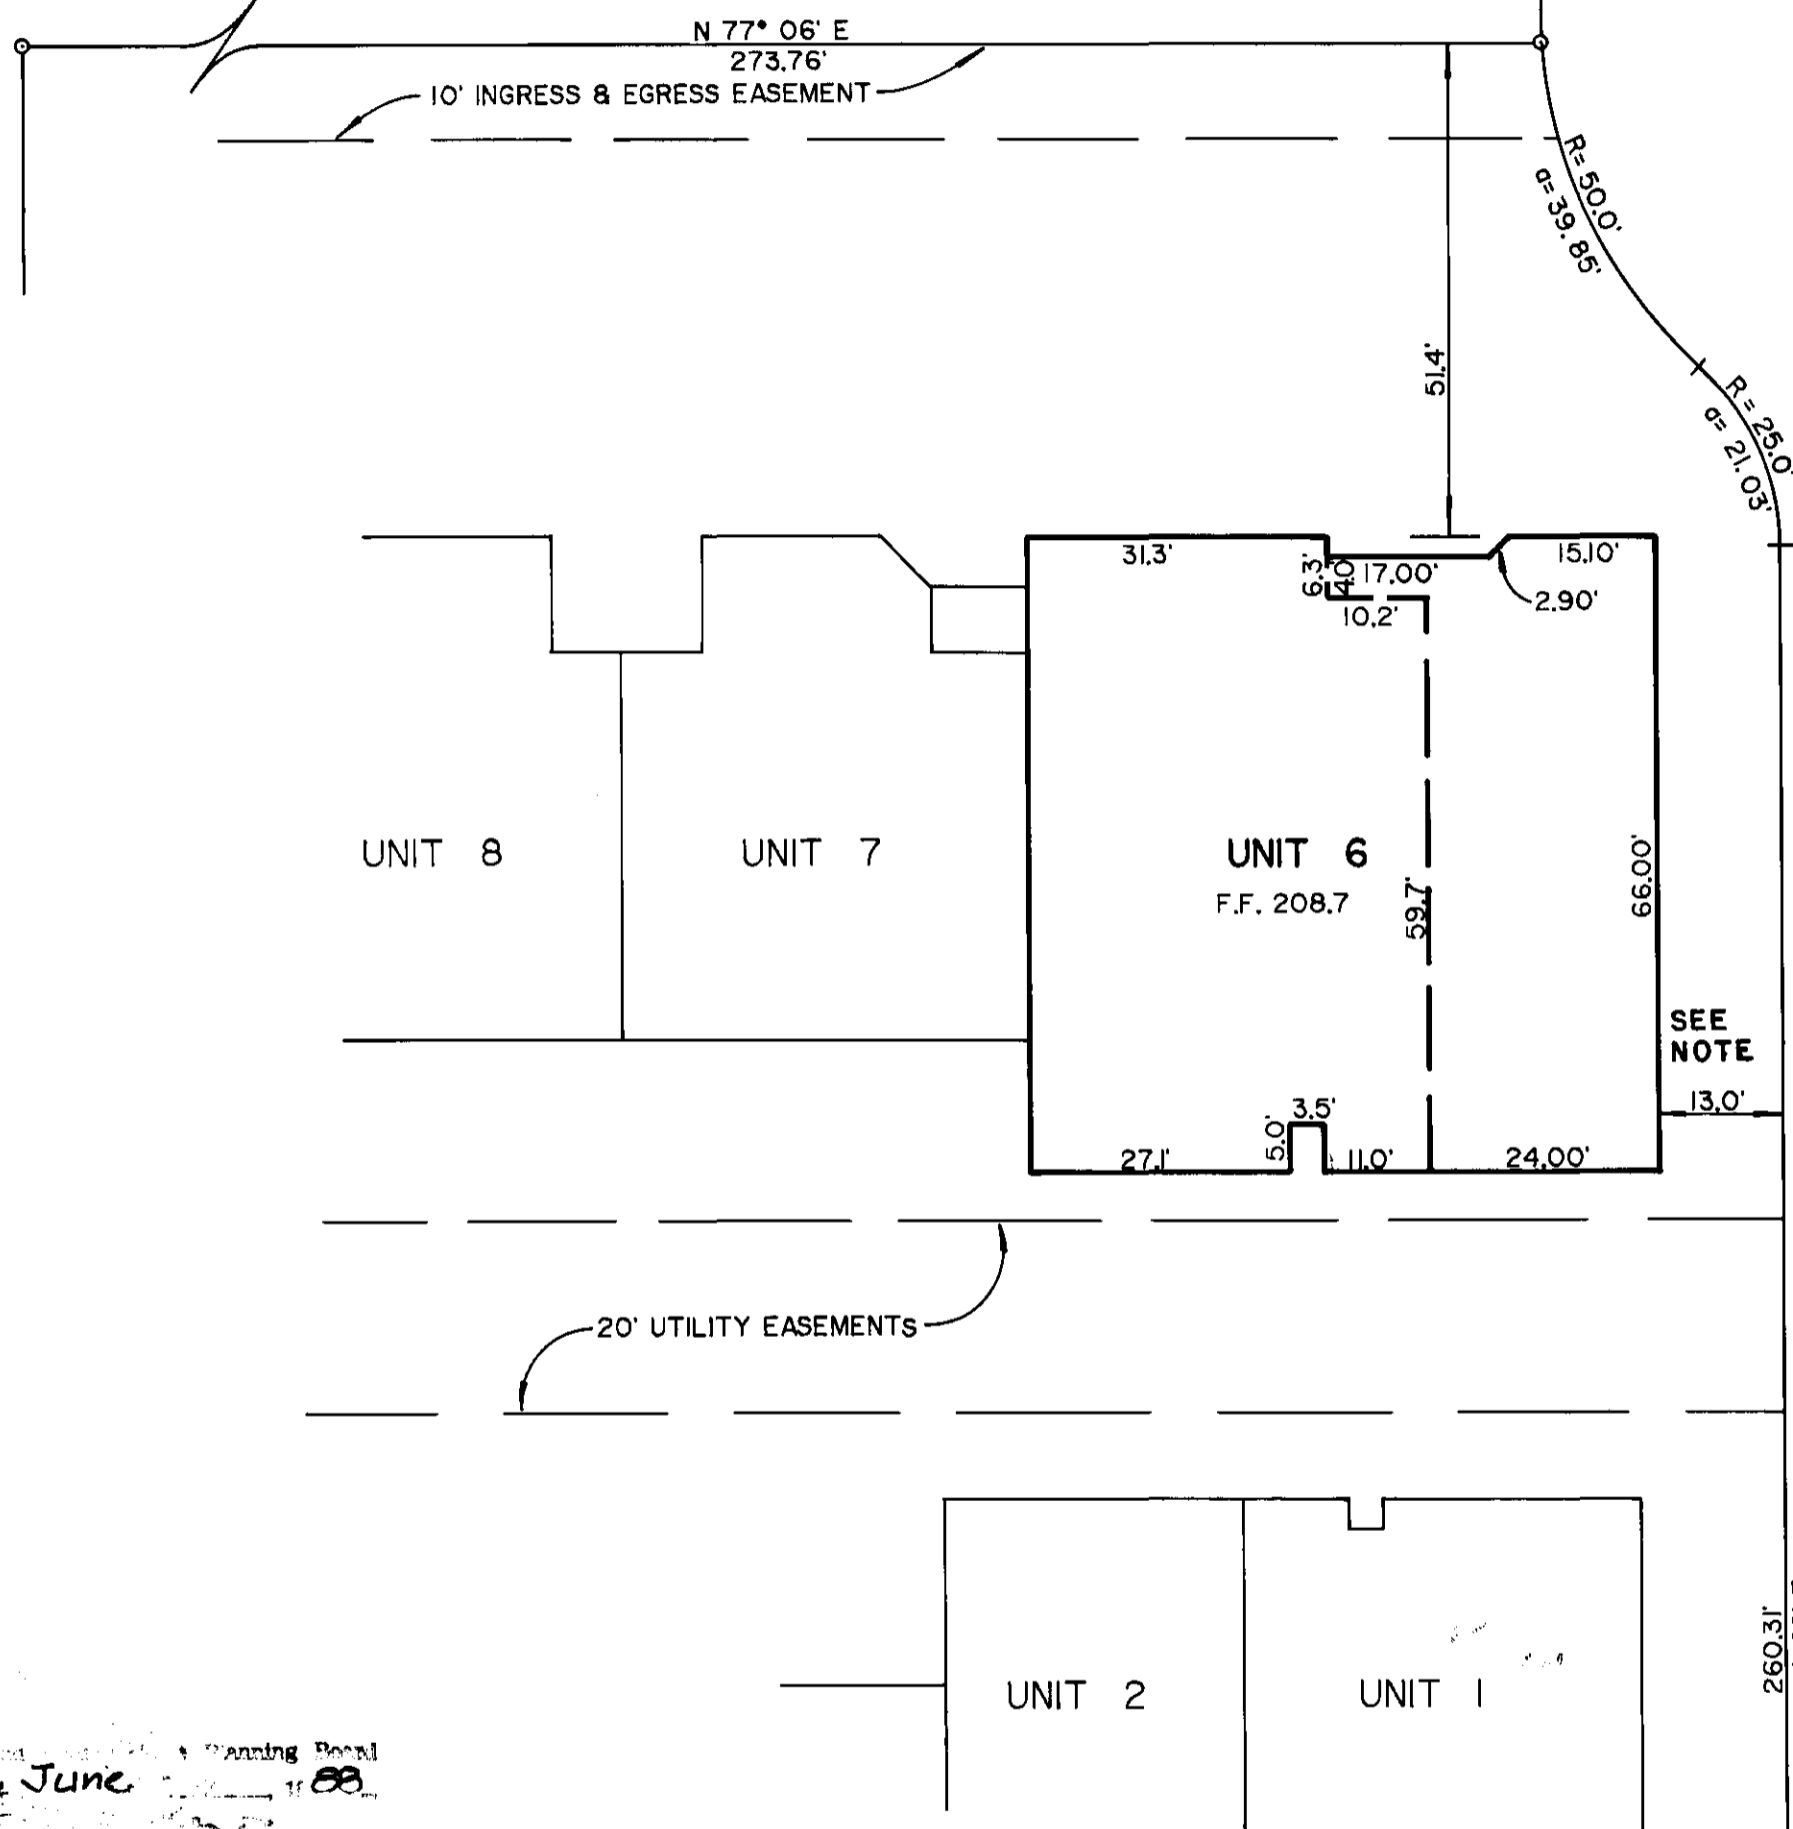 N 77° 06' E
273.76'
10' INGRESS & EGRESS EASEMENT
R= 50.0'
a= 39.85'
51.4'
R= 25.0'
a= 21.03'
31.3'
6.3'
4.0'
17.00'
15.10'
2.90'
10.2'
UNIT 8
UNIT 7
UNIT 6
F.F. 208.7
59.7'
66.00'
SEE
NOTE
13.0'
3.5'
5.0'
27.1'
11.0'
24.00'
20' UTILITY EASEMENTS
260.31'
UNIT 2
UNIT 1
Planning Board
June 88